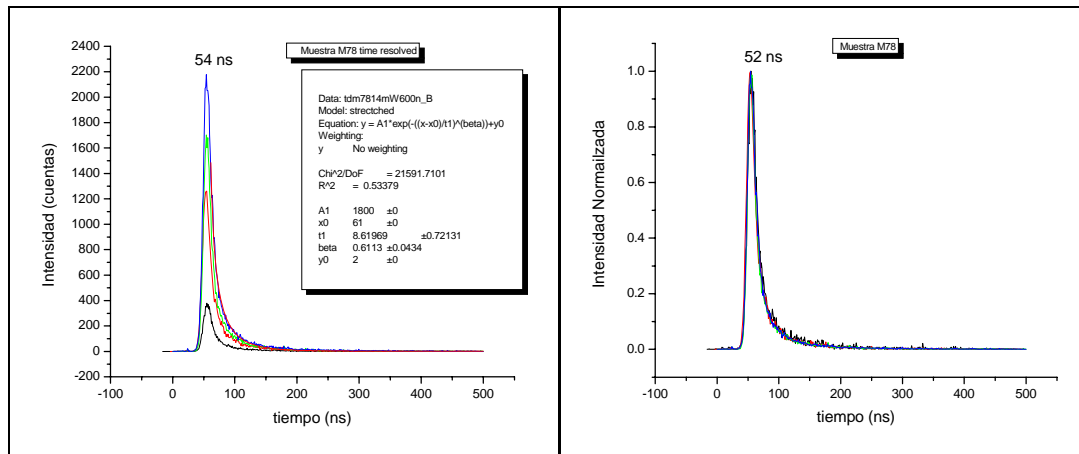 Muestra M78 time resolved
54 ns
Data: tdm7814mW600n_B
Model: strectched
Equation: y = A1*exp(-((x-x0)/t1)^(beta))+y0
Weighting:
y No weighting
Chi^2/DoF = 21591.7101
R^2 = 0.53379
A1 1800 ±0
x0 61 ±0
t1 8.61969 ±0.72131
beta 0.6113 ±0.0434
y0 2 ±0
Intensidad (cuentas)
2400
2200
2000
1800
1600
1400
1200
1000
800
600
400
200
0
-200
-100 0 100 200 300 400 500
tiempo (ns)
Muestra M78
52 ns
Intensidad Normailzada
1.0
0.8
0.6
0.4
0.2
0.0
-100 0 100 200 300 400 500
tiempo (ns)